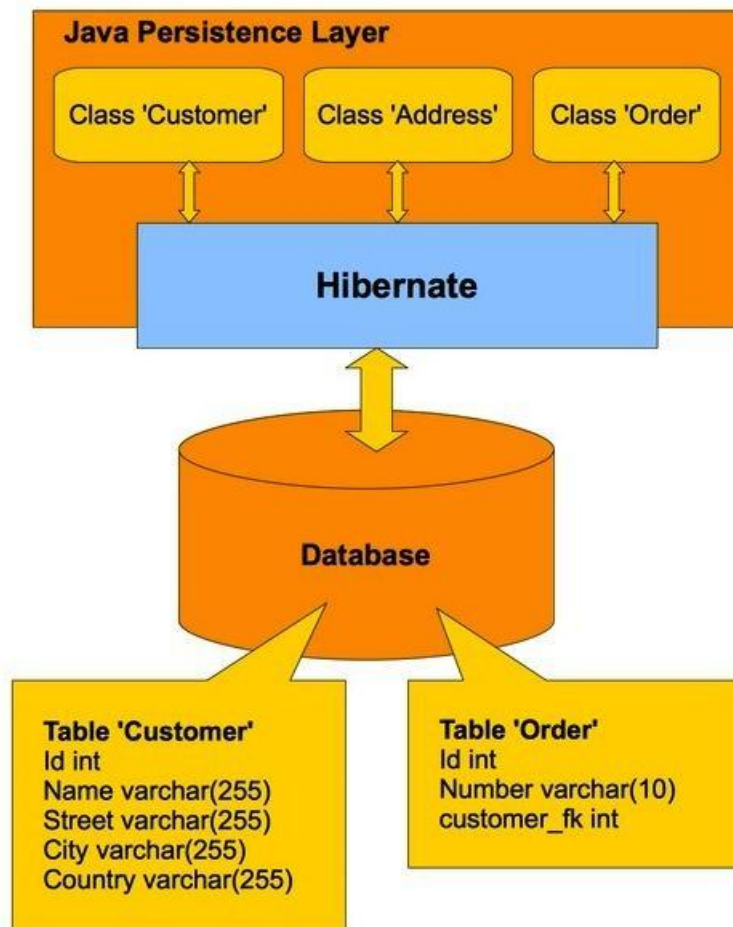 Java Persistence Layer
Class 'Customer'
Class 'Address'
Class 'Order'
Hibernate
Database
Table 'Customer'
Id int
Name varchar(255)
Street varchar(255)
City varchar(255)
Country varchar(255)
Table 'Order'
Id int
Number varchar(10)
customer_fk int